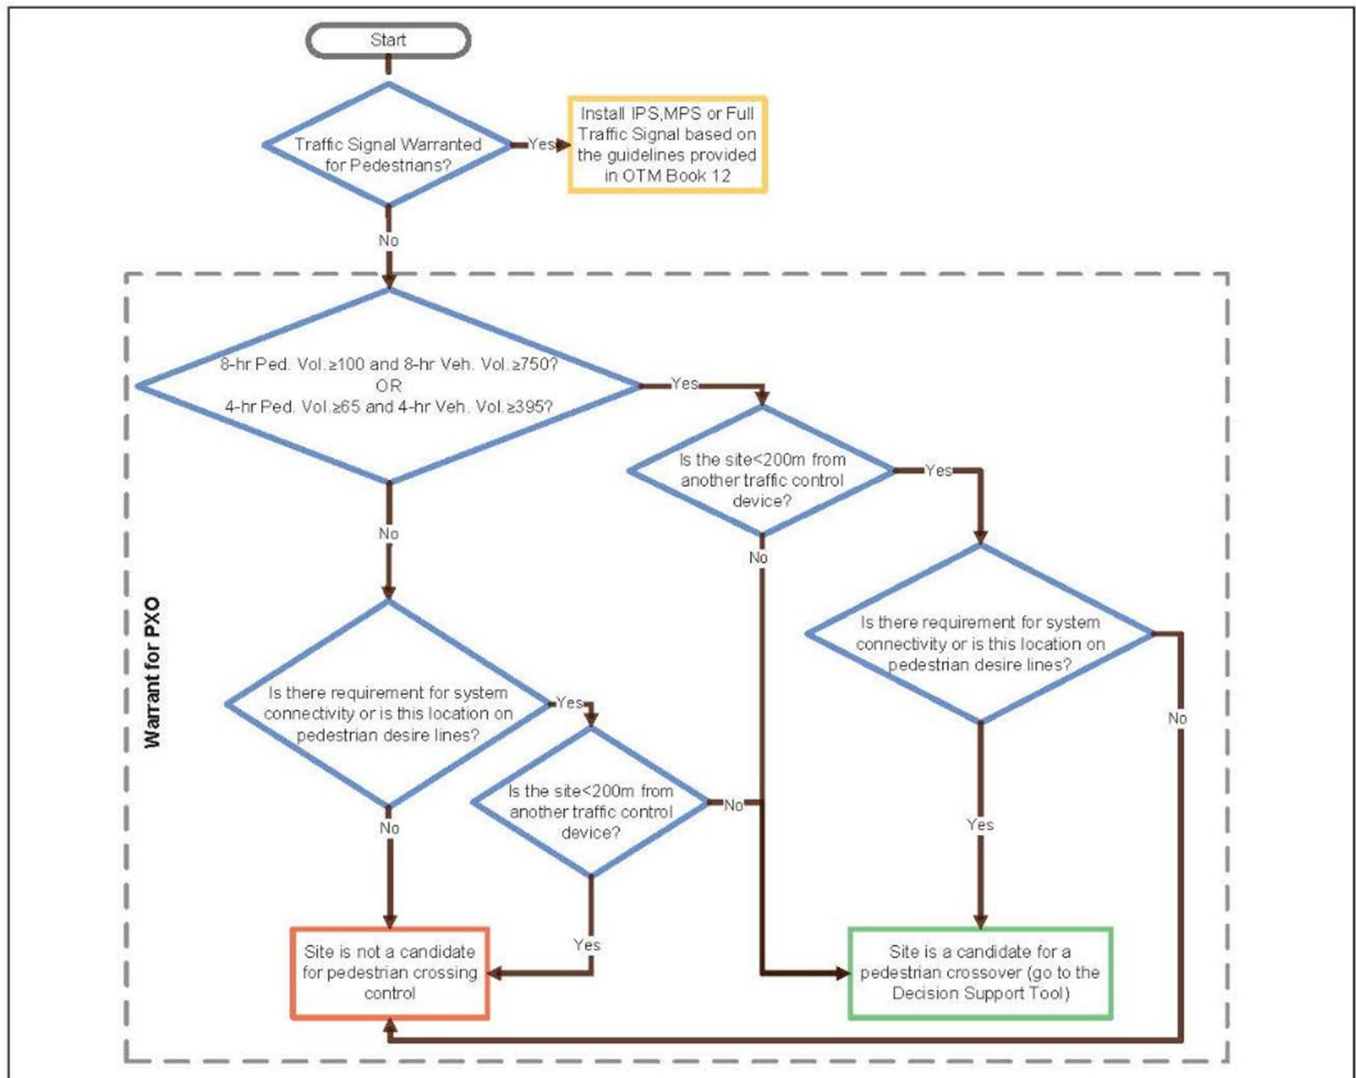 Start
Traffic Signal Warranted
for Pedestrians?
Yes
Install IPS,MPS or Full
Traffic Signal based on
the guidelines provided
in OTM Book 12
No
8-hr Ped. Vol.≥100 and 8-hr Veh. Vol.≥750?
OR
4-hr Ped. Vol.≥65 and 4-hr Veh. Vol.≥395?
Yes
Is the site<200m from
another traffic control
device?
Yes
No
No
Is there requirement for system
connectivity or is this location on
pedestrian desire lines?
No
Warrant for PXO
Is there requirement for system
connectivity or is this location on
pedestrian desire lines?
Yes
Is the site<200m from
another traffic control
device?
No
Yes
No
Yes
Site is not a candidate
for pedestrian crossing
control
Site is a candidate for a
pedestrian crossover (go to the
Decision Support Tool)